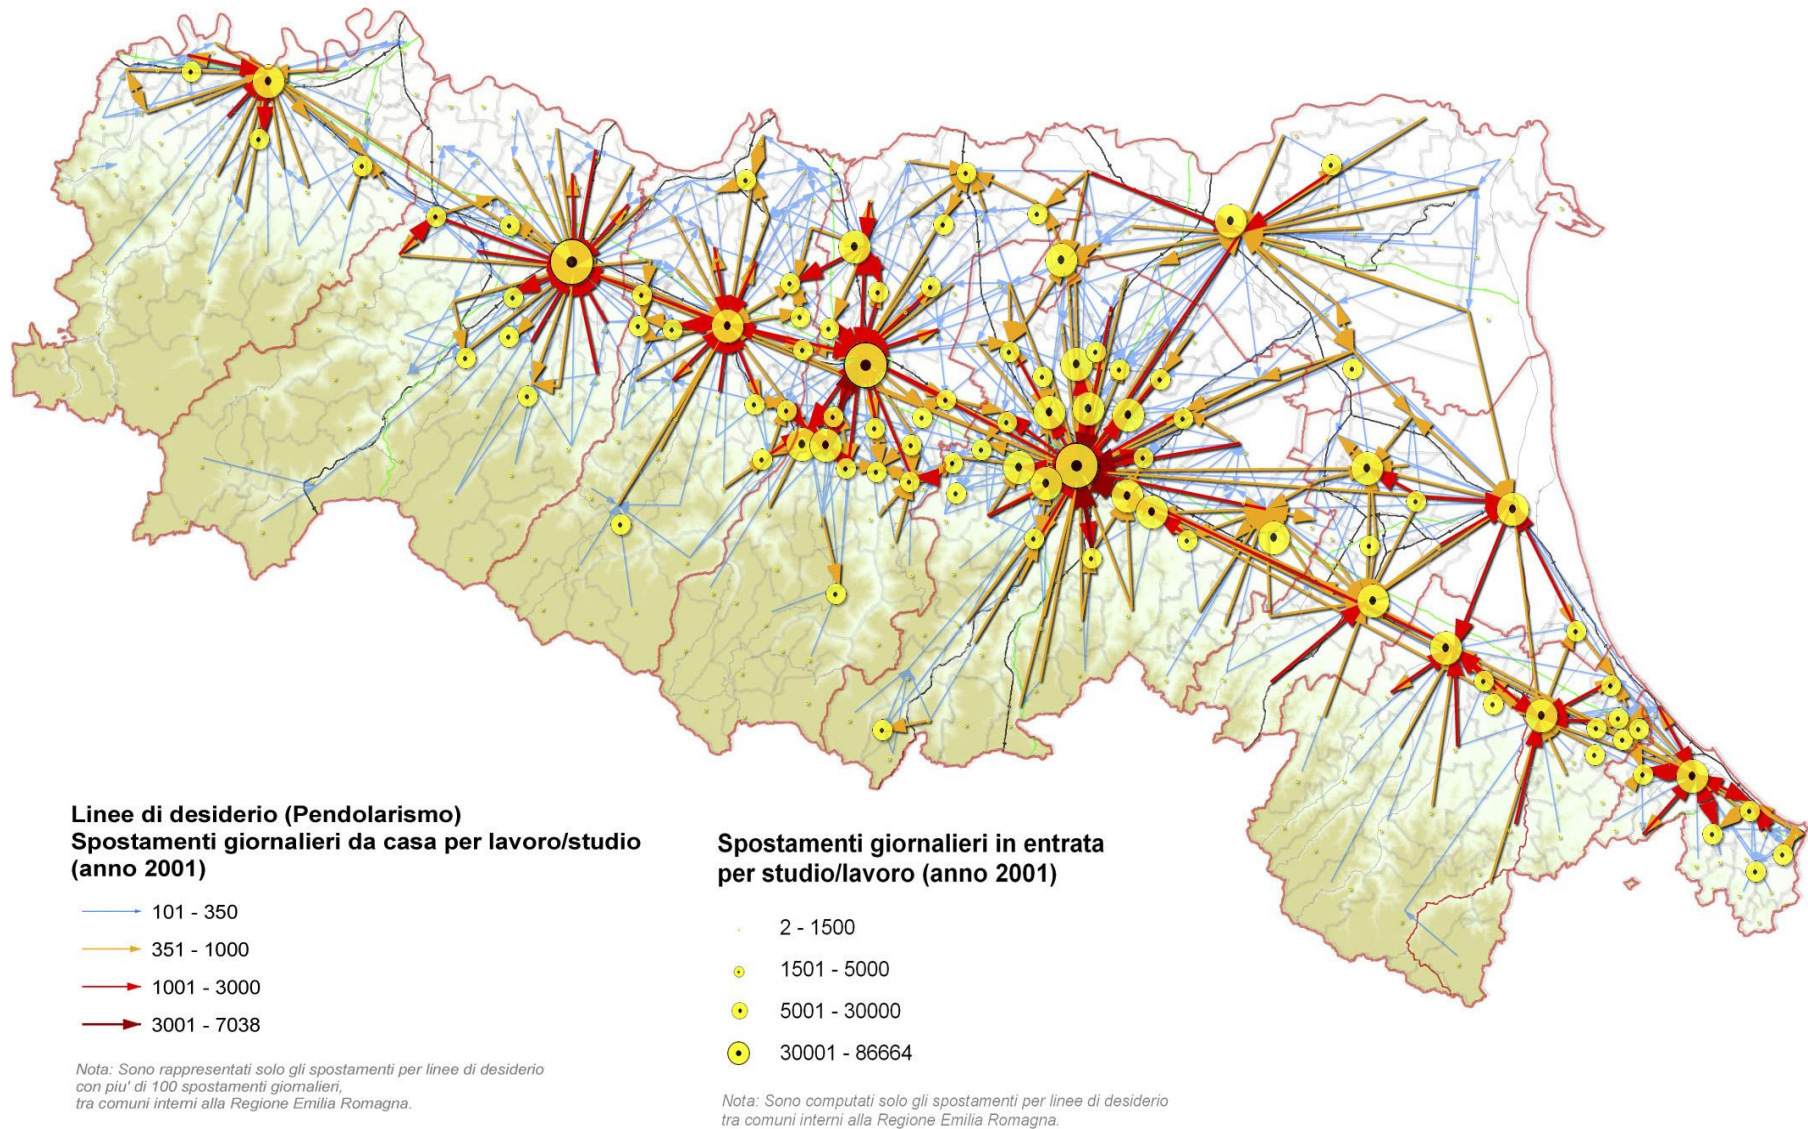 Linee di desiderio (Pendolarismo)
Spostamenti giornalieri da casa per lavoro/studio
(anno 2001)
101 - 350
351 - 1000
1001 - 3000
3001 - 7038
Nota: Sono rappresentati solo gli spostamenti per linee di desiderio
con piu' di 100 spostamenti giornalieri,
tra comuni interni alla Regione Emilia Romagna.
Spostamenti giornalieri in entrata
per studio/lavoro (anno 2001)
2 - 1500
1501 - 5000
5001 - 30000
30001 - 86664
Nota: Sono computati solo gli spostamenti per linee di desiderio
tra comuni interni alla Regione Emilia Romagna.